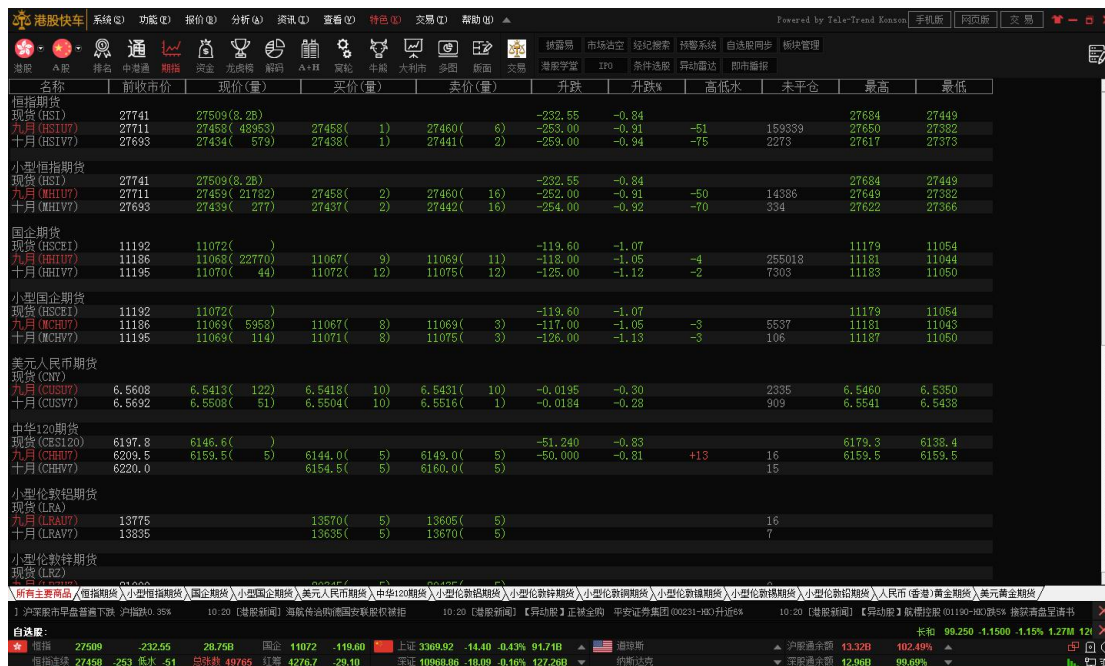 港股快车 系统(S) 功能(P) 报价(B) 分析(A) 资讯(I) 查看(V) 特色(K) 交易(T) 帮助(H) Powered by Tele-Trend Konson 手机版 网页版 交 易
披露易 市场沽空 经纪搜索 预警系统 自选股同步 板块管理
港股 A股 排名 中港通 期指 资金 龙虎榜 解码 A+H 窝轮 牛熊 大利市 多图 版面 交易 港股学堂 IPO 条件选股 异动雷达 即市播报
名称 前收市价 现价(量) 买价(量) 卖价(量) 升跌 升跌% 高低水 未平仓 最高 最低
恒指期货
现货(HSI) 27741 27509(8.2B) -232.55 -0.84 27684 27449
九月(HSIU7) 27711 27458( 48953) 27458( 1) 27460( 6) -253.00 -0.91 -51 159339 27650 27382
十月(HSIV7) 27693 27434( 579) 27438( 1) 27441( 2) -259.00 -0.94 -75 2273 27617 27373
小型恒指期货
现货(HSI) 27741 27509(8.2B) -232.55 -0.84 27684 27449
九月(MHIU7) 27711 27459( 21782) 27458( 2) 27460( 16) -252.00 -0.91 -50 14386 27649 27382
十月(MHIV7) 27693 27439( 277) 27437( 2) 27442( 16) -254.00 -0.92 -70 334 27622 27366
国企期货
现货(HSCEI) 11192 11072( ) -119.60 -1.07 11179 11054
九月(HHIU7) 11186 11068( 22770) 11067( 9) 11069( 11) -118.00 -1.05 -4 255018 11181 11044
十月(HHIV7) 11195 11070( 44) 11072( 12) 11075( 12) -125.00 -1.12 -2 7303 11183 11050
小型国企期货
现货(HSCEI) 11192 11072( ) -119.60 -1.07 11179 11054
九月(MCHU7) 11186 11069( 5958) 11067( 8) 11069( 3) -117.00 -1.05 -3 5537 11181 11043
十月(MCHV7) 11195 11069( 114) 11071( 8) 11075( 3) -126.00 -1.13 -3 106 11187 11050
美元人民币期货
现货(CNY)
九月(CUSU7) 6.5608 6.5413( 122) 6.5418( 10) 6.5431( 10) -0.0195 -0.30 2335 6.5460 6.5350
十月(CUSV7) 6.5692 6.5508( 51) 6.5504( 10) 6.5516( 1) -0.0184 -0.28 909 6.5541 6.5438
中华120期货
现货(CES120) 6197.8 6146.6( ) -51.240 -0.83 6179.3 6138.4
九月(CHHU7) 6209.5 6159.5( 5) 6144.0( 5) 6149.0( 5) -50.000 -0.81 +13 16 6159.5 6159.5
十月(CHHV7) 6220.0 6154.5( 5) 6160.0( 5) 15
小型伦敦铝期货
现货(LRA)
九月(LRAU7) 13775 13570( 5) 13605( 5) 16
十月(LRAV7) 13835 13635( 5) 13670( 5) 7
小型伦敦锌期货
现货(LRZ)
所有主要商品 恒指期货 小型恒指期货 国企期货 小型国企期货 美元人民币期货 中华120期货 小型伦敦铝期货 小型伦敦锌期货 小型伦敦铜期货 小型伦敦镍期货 小型伦敦锡期货 小型伦敦铅期货 人民币(香港)黄金期货 美元黄金期货
】沪深股市早盘普遍下跌 沪指跌0.35% 10:20【港股新闻】海航传洽购德国安联股权被拒 10:20【港股新闻】【异动股】正被全购 平安证券集团(00231-HK)升近6% 10:20【港股新闻】【异动股】航标控股(01190-HK)跌5% 接获清盘呈请书
自选股: 长和 99.250 -1.1500 -1.15% 1.27M
恒指 27509 -232.55 28.75B 国企 11072 -119.60 上证 3369.92 -14.40 -0.43% 91.71B 道琼斯 沪股通余额 13.32B 102.49%
恒指连续 27458 -253 低水 -51 总张数 49765 红筹 4276.7 -29.10 深证 10968.86 -18.09 -0.16% 127.26B 纳斯达克 深股通余额 12.96B 99.69%